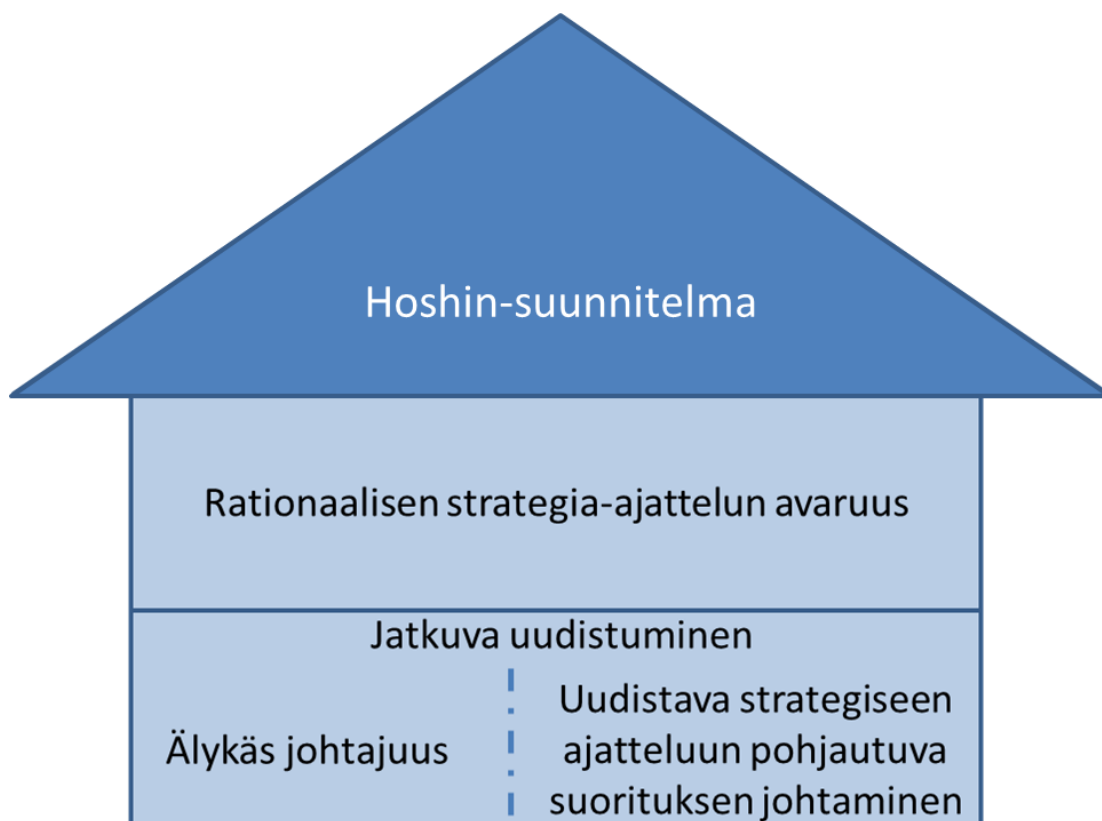 Hoshin-suunnitelma
Rationaalisen strategia-ajattelun avaruus
Jatkuva uudistuminen
Älykäs johtajuus
Uudistava strategiseen
ajatteluun pohjautuva
suorituksen johtaminen